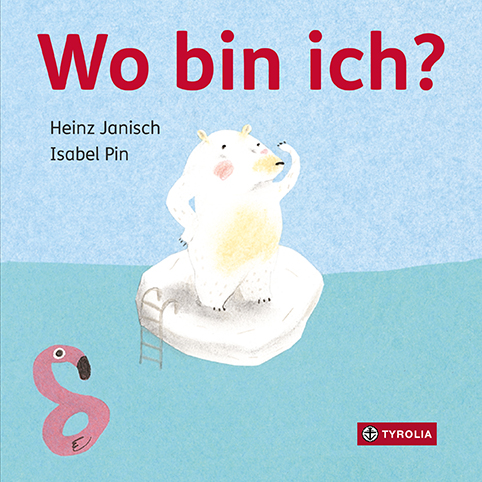 Wo bin ich?
Heinz Janisch
Isabel Pin
TYROLIA